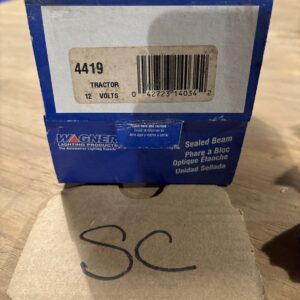 4419
TRACTOR
12 VOLTS
0 42723 14034 2
WAGNER
LIGHTING PRODUCTS
Sealed Beam
Phare a Bloc
Optique Étanche
Unidad Sellada
SC